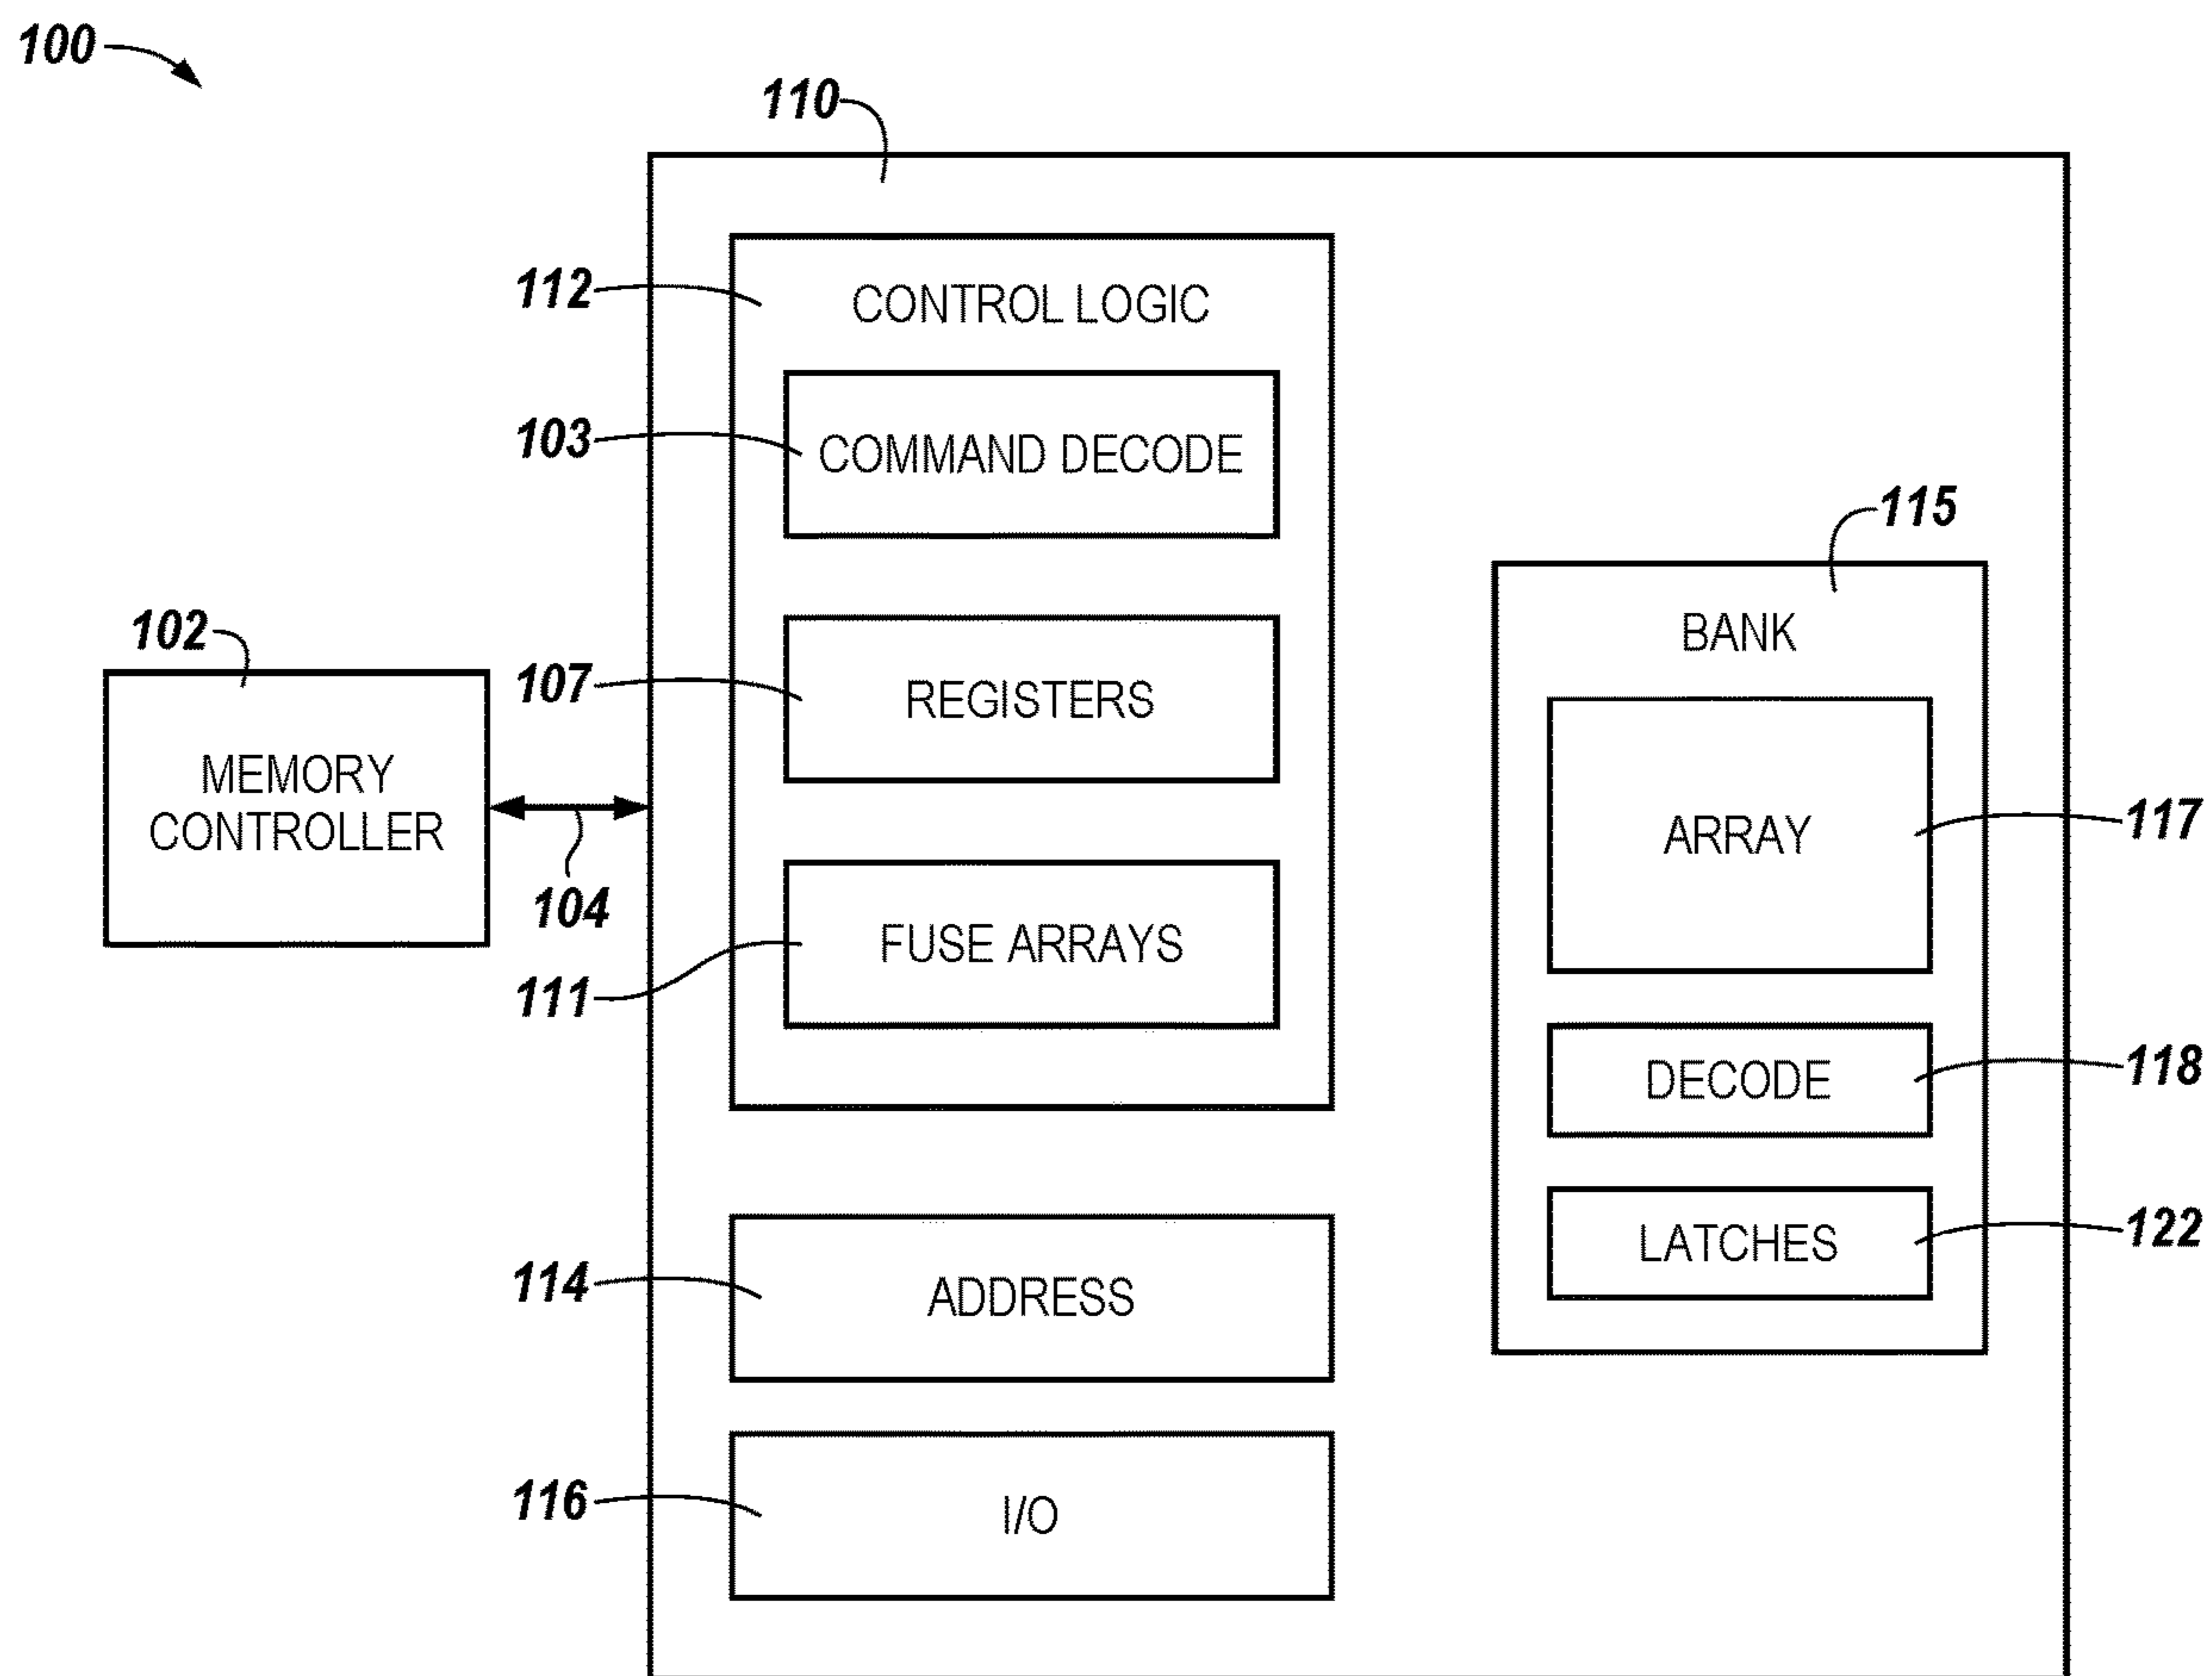 100
110
112
CONTROL LOGIC
103
COMMAND DECODE
115
BANK
102
107
REGISTERS
MEMORY
CONTROLLER
ARRAY
117
104
111
FUSE ARRAYS
DECODE
118
LATCHES
122
114
ADDRESS
116
I/O